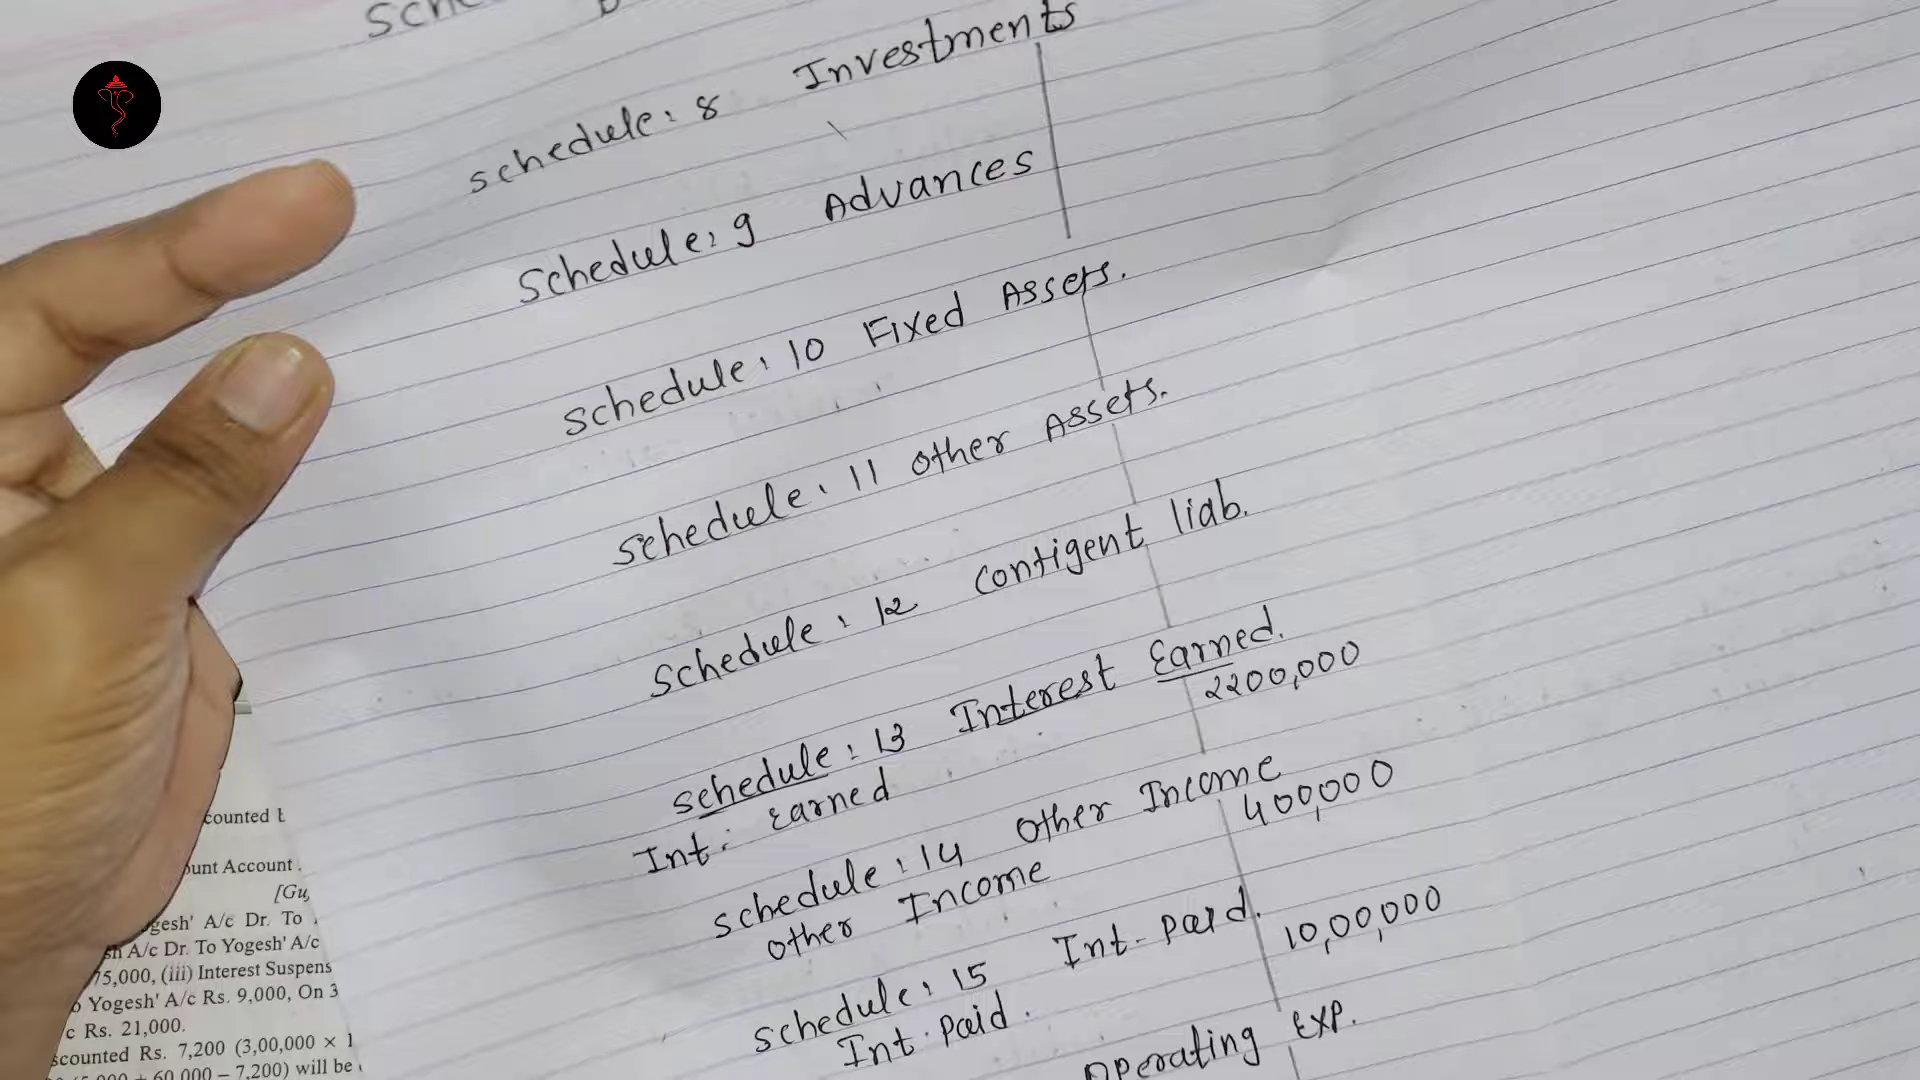 schedule: 8 Investments
Schedule: 9 Advances
schedule: 10 Fixed Assets.
schedule: 11 other Assets.
schedule: 12 contigent liab.
schedule: 13 Interest Earned.
Int: Earned 2200,000
schedule: 14 other Income
other Income 400,000
schedule: 15 Int-paid.
Int. paid. 10,00,000
Operating Exp.
counted
unt Account.
[Gu
gesh' A/c Dr. To
A/c Dr. To Yogesh' A/c
75,000, (iii) Interest Suspens
Yogesh' A/c Rs. 9,000, On 3
c Rs. 21,000.
scounted Rs. 7,200 (3,00,000 × 1
+ 60,000 – 7,200) will be